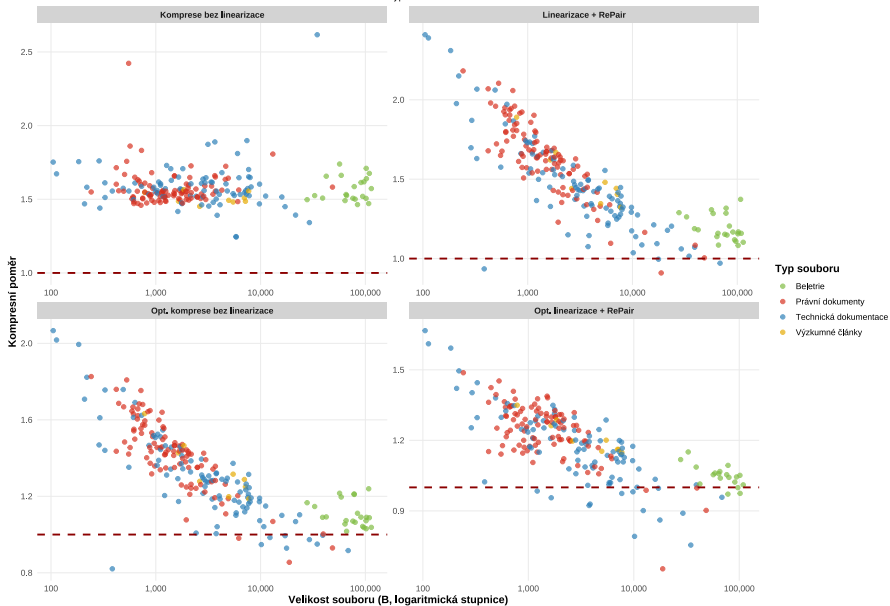 Komprese bez linearizace
Linearizace + RePair
2.5
2.0
1.5
1.0
100
1,000
10,000
100,000
2.0
1.5
1.0
100
1,000
10,000
100,000
Opt. komprese bez linearizace
Opt. linearizace + RePair
2.0
1.6
1.2
1.0
0.8
100
1,000
10,000
100,000
1.5
1.2
1.0
0.9
100
1,000
10,000
100,000
Kompresní poměr
Velikost souboru (B, logaritmická stupnice)
Typ souboru
Beletrie
Právní dokumenty
Technická dokumentace
Výzkumné články